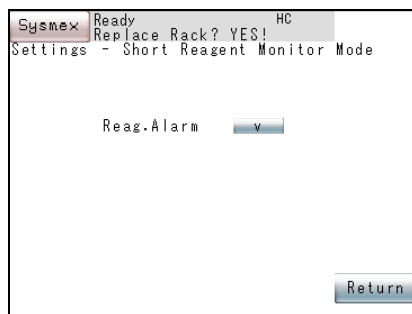 Sysmex Ready HC
Replace Rack? YES!
Settings - Short Reagent Monitor Mode
Reag.Alarm v
Return